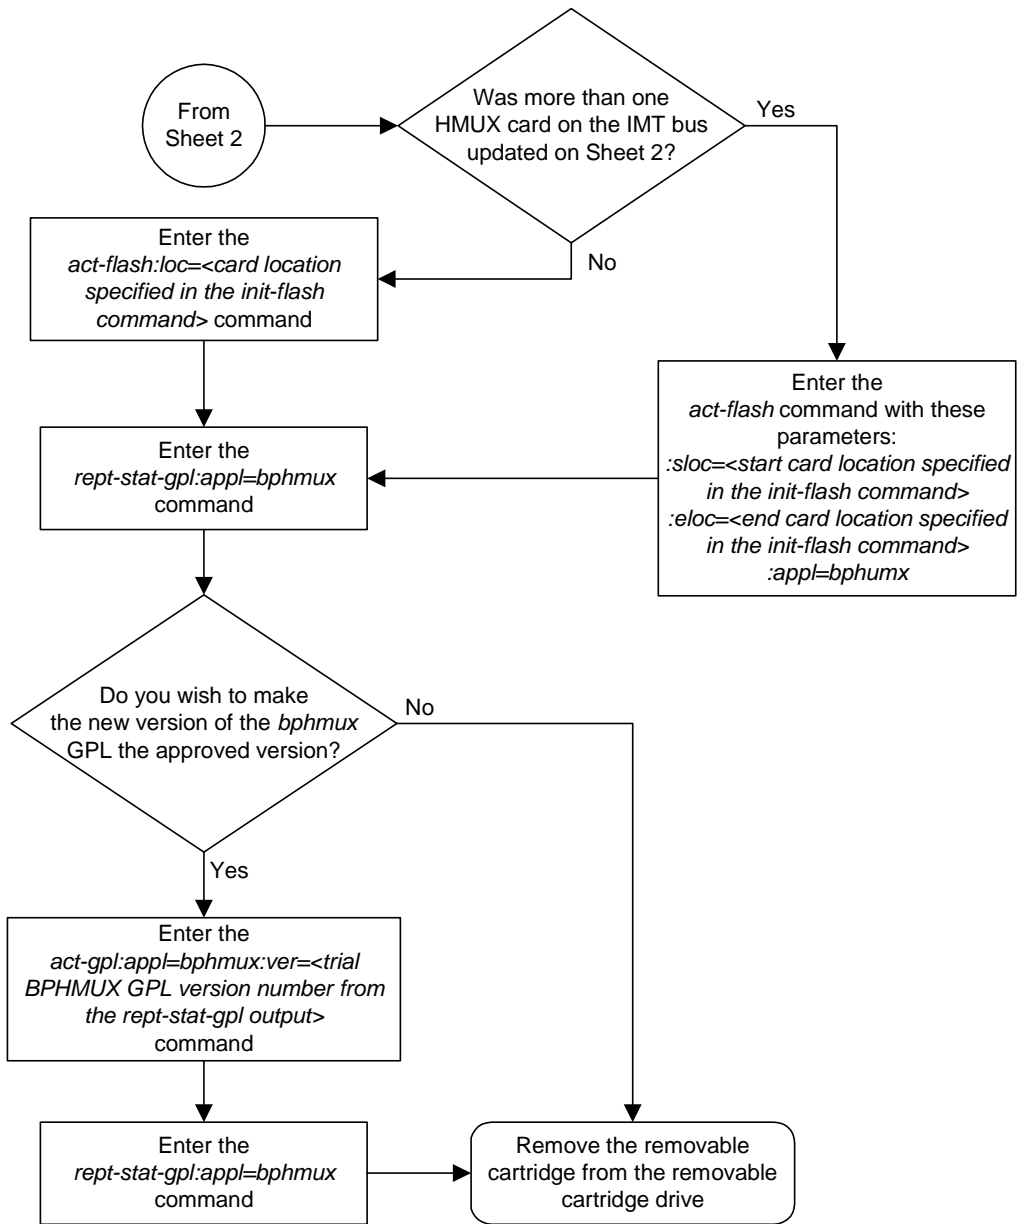 From
Sheet 2
Was more than one
HMUX card on the IMT bus
updated on Sheet 2?
Yes
No
Enter the
act-flash:loc=<card location
specified in the init-flash
command> command
Enter the
act-flash command with these
parameters:
:sloc=<start card location specified
in the init-flash command>
:eloc=<end card location specified
in the init-flash command>
:appl=bphumx
Enter the
rept-stat-gpl:appl=bphmux
command
Do you wish to make
the new version of the bphmux
GPL the approved version?
No
Yes
Enter the
act-gpl:appl=bphmux:ver=<trial
BPHMUX GPL version number from
the rept-stat-gpl output>
command
Enter the
rept-stat-gpl:appl=bphmux
command
Remove the removable
cartridge from the removable
cartridge drive